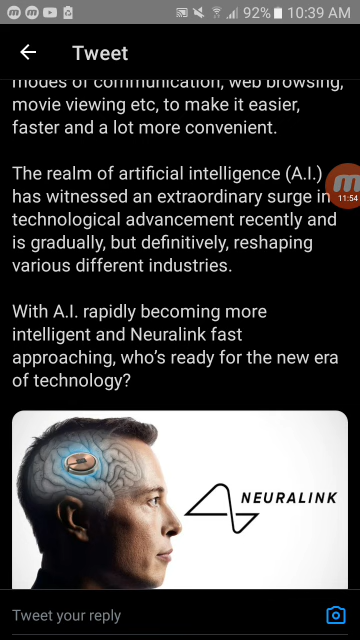 92% 10:39 AM
Tweet
modes of communication, web browsing,
movie viewing etc, to make it easier,
faster and a lot more convenient.
The realm of artificial intelligence (A.I.)
has witnessed an extraordinary surge in
technological advancement recently and
is gradually, but definitively, reshaping
various different industries.
11:54
With A.I. rapidly becoming more
intelligent and Neuralink fast
approaching, who's ready for the new era
of technology?
NEURALINK
Tweet your reply